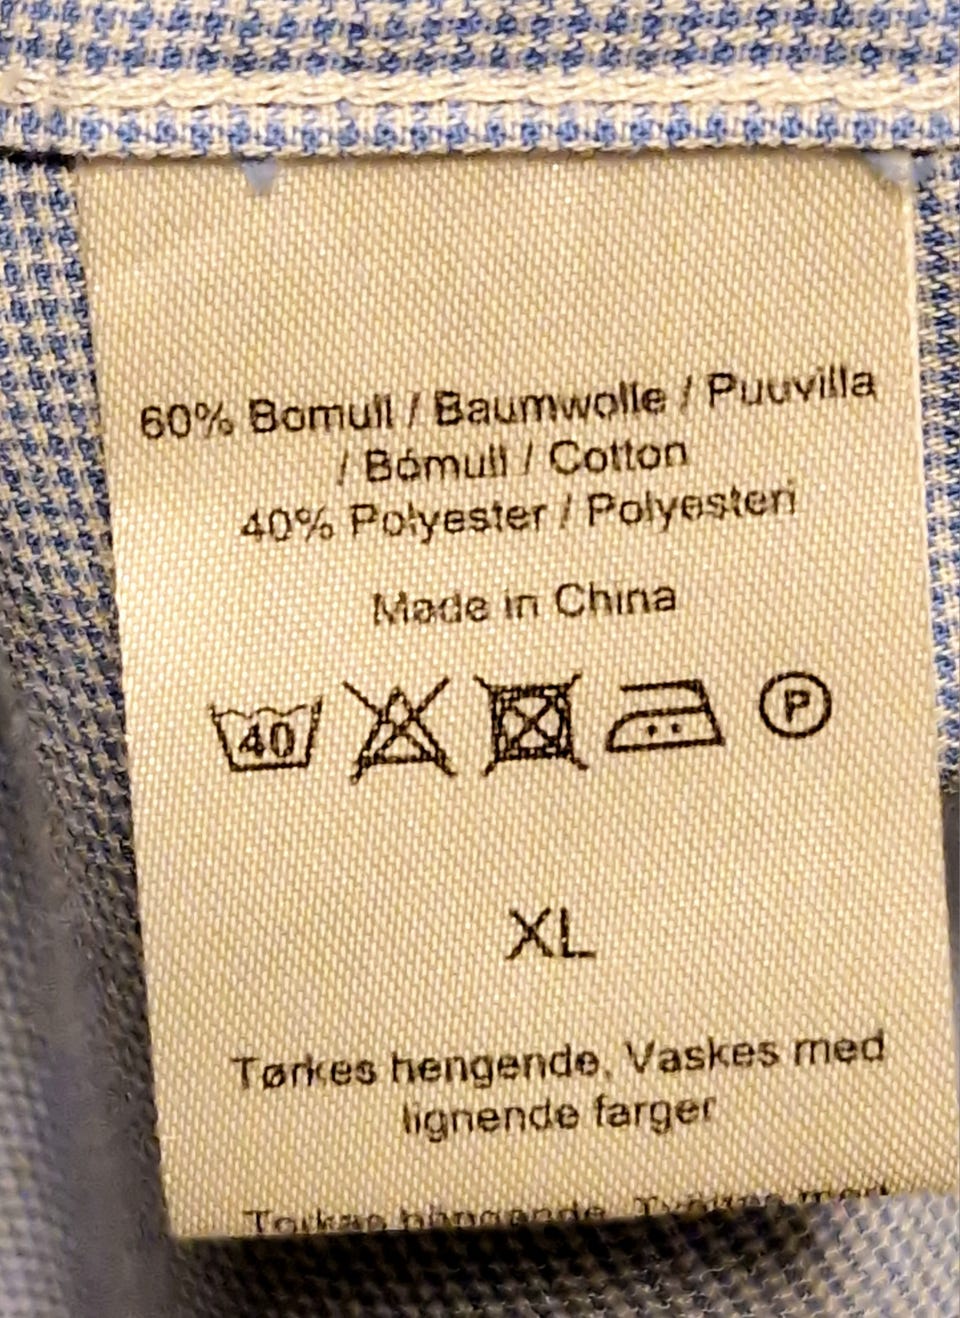 60% Bomull / Baumwolle / Puuvilla
/ Bómull / Cotton
40% Polyester / Polyesteri
Made in China
40 P
XL
Tørkes hengende, Vaskes med
lignende farger